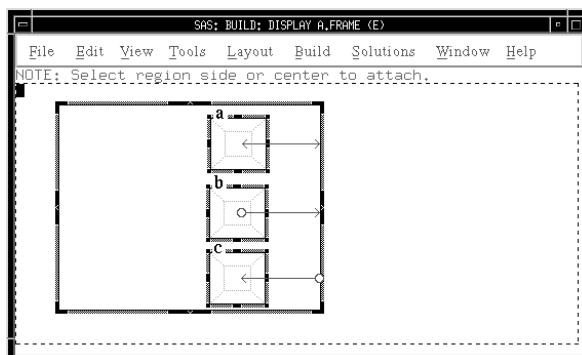 SAS: BUILD: DISPLAY A.FRAME (E)
File Edit View Tools Layout Build Solutions Window Help
NOTE: Select region side or center to attach.
a
b
c